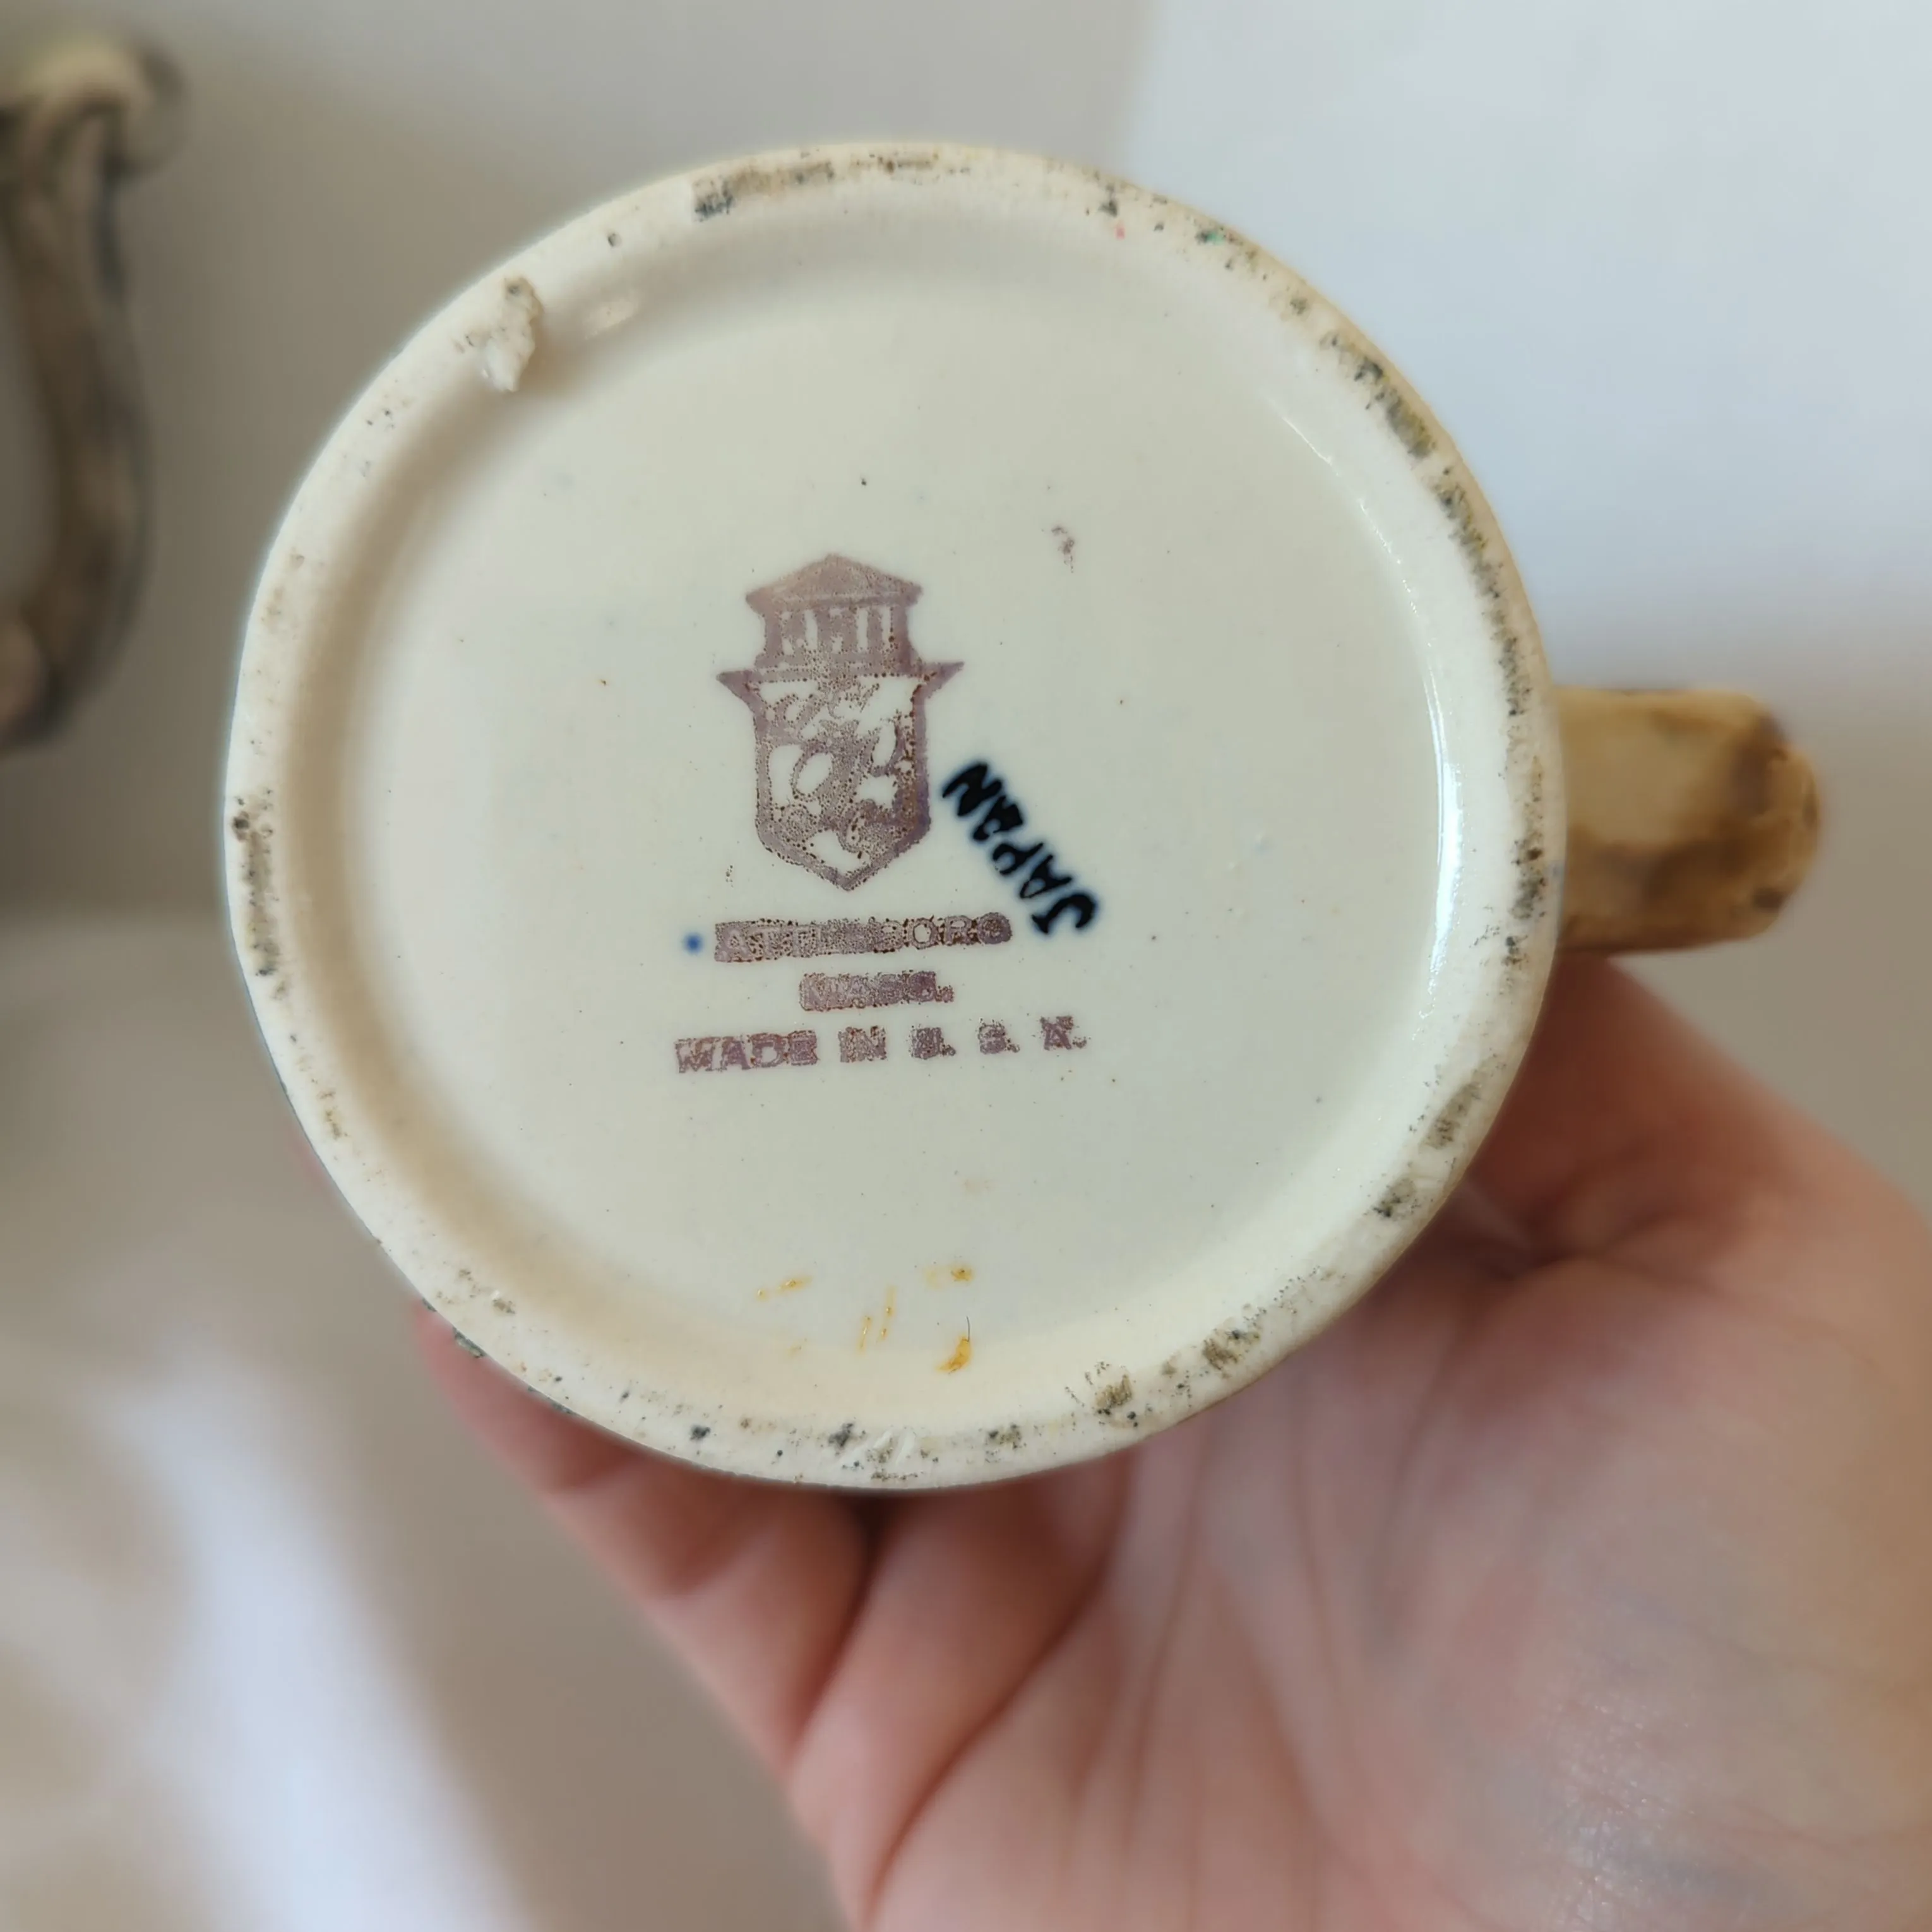 JAPAN
ATTLEBORO
MASS.
MADE IN U. S. A.